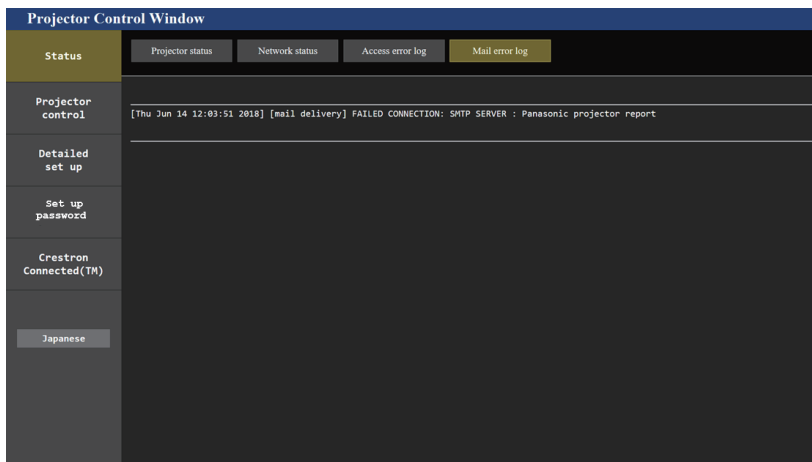 Projector Control Window
Status
Projector status
Network status
Access error log
Mail error log
[Thu Jun 14 12:03:51 2018] [mail delivery] FAILED CONNECTION: SMTP SERVER : Panasonic projector report
Projector
control
Detailed
set up
Set up
password
Crestron
Connected(TM)
Japanese